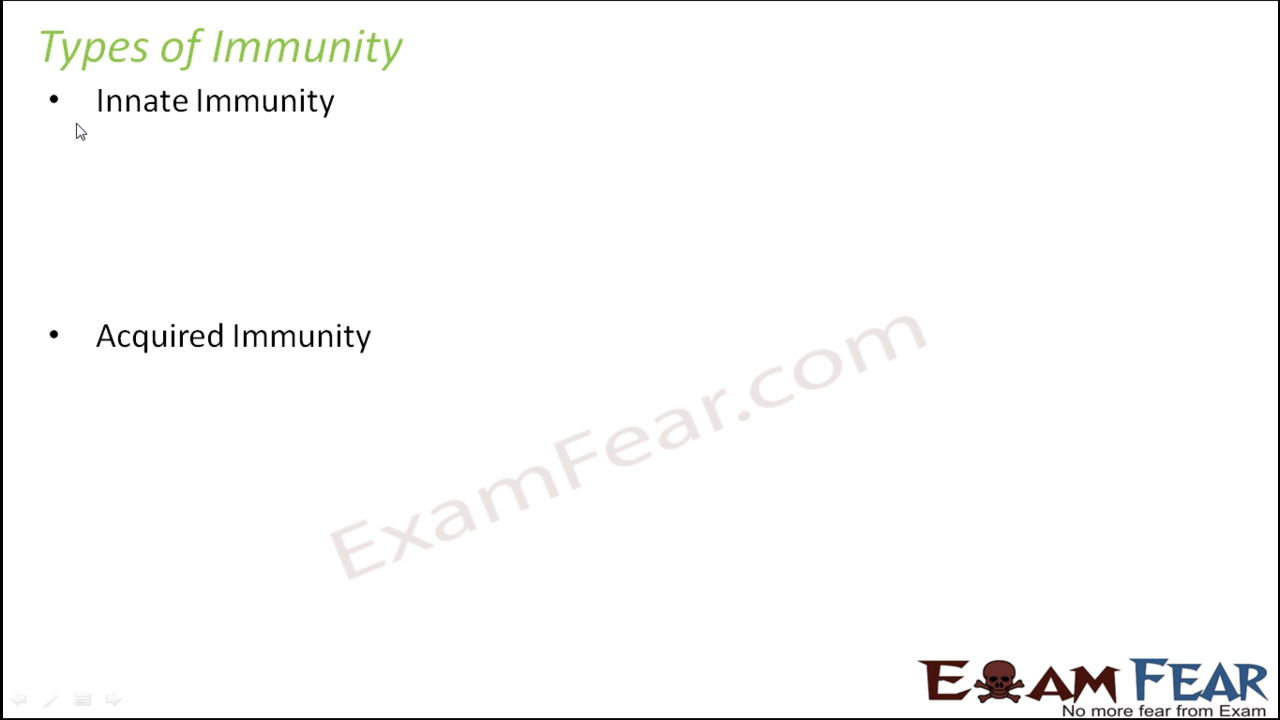 Types of Immunity
• Innate Immunity
• Acquired Immunity
ExamFear.com
EXAM FEAR
No more fear from Exam